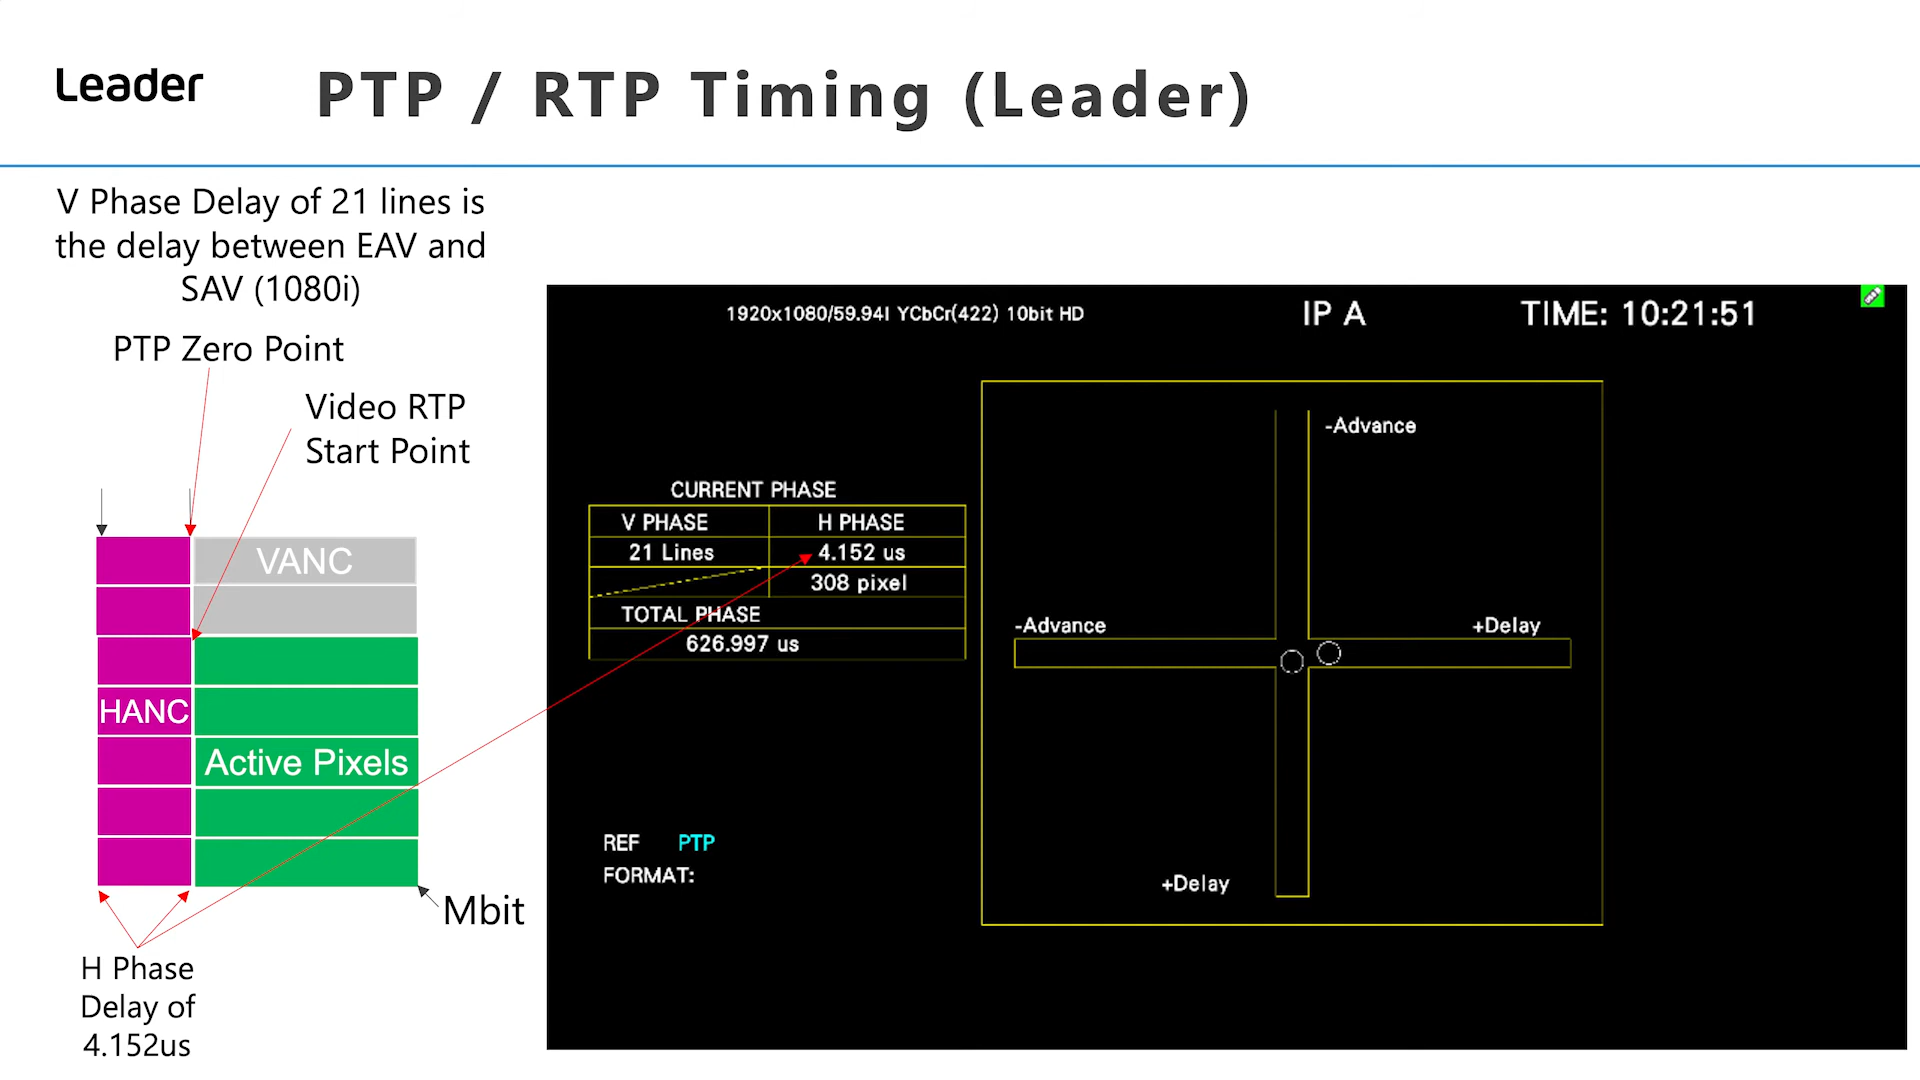 Leader
PTP / RTP Timing (Leader)
V Phase Delay of 21 lines is
the delay between EAV and
SAV (1080i)
PTP Zero Point
Video RTP
Start Point
VANC
HANC
Active Pixels
Mbit
H Phase
Delay of
4.152us
1920x1080/59.94I YCbCr(422) 10bit HD
IP A
TIME: 10:21:51
CURRENT PHASE
V PHASE
H PHASE
21 Lines
4.152 us
308 pixel
TOTAL PHASE
626.997 us
REF PTP
FORMAT:
-Advance
-Advance
+Delay
+Delay